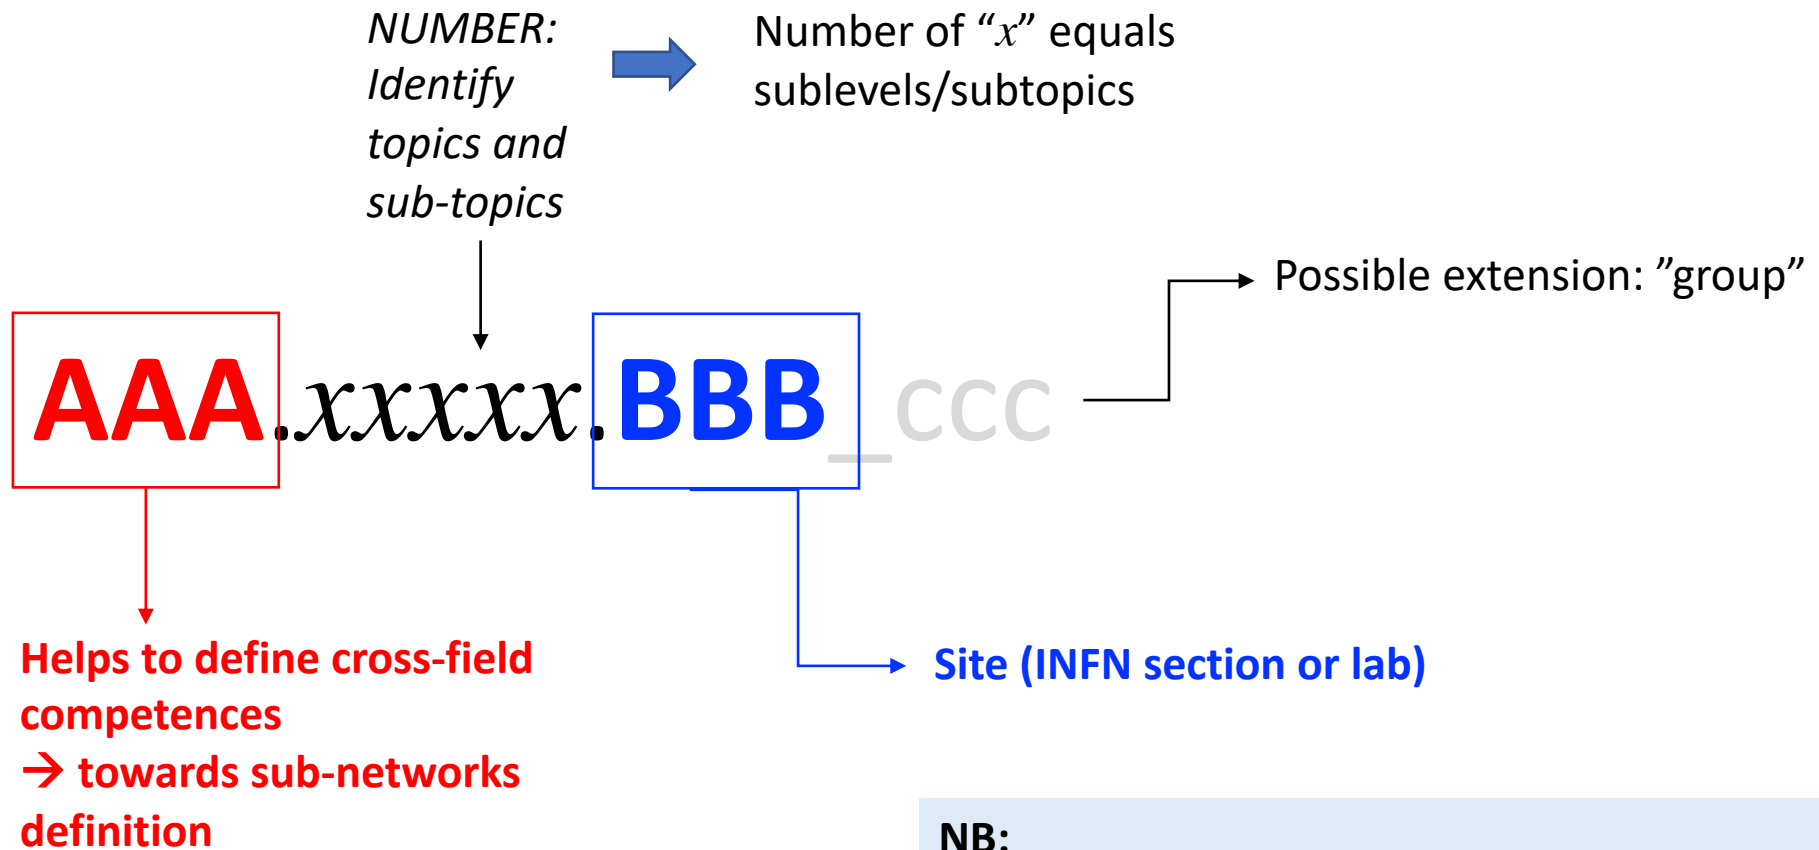 NUMBER:
Identify
topics and
sub-topics
Number of “x” equals
sublevels/subtopics
Possible extension: ”group”
AAA.xxxxx.BBB_ccc
Helps to define cross-field
competences
→ towards sub-networks
definition
Site (INFN section or lab)
NB: